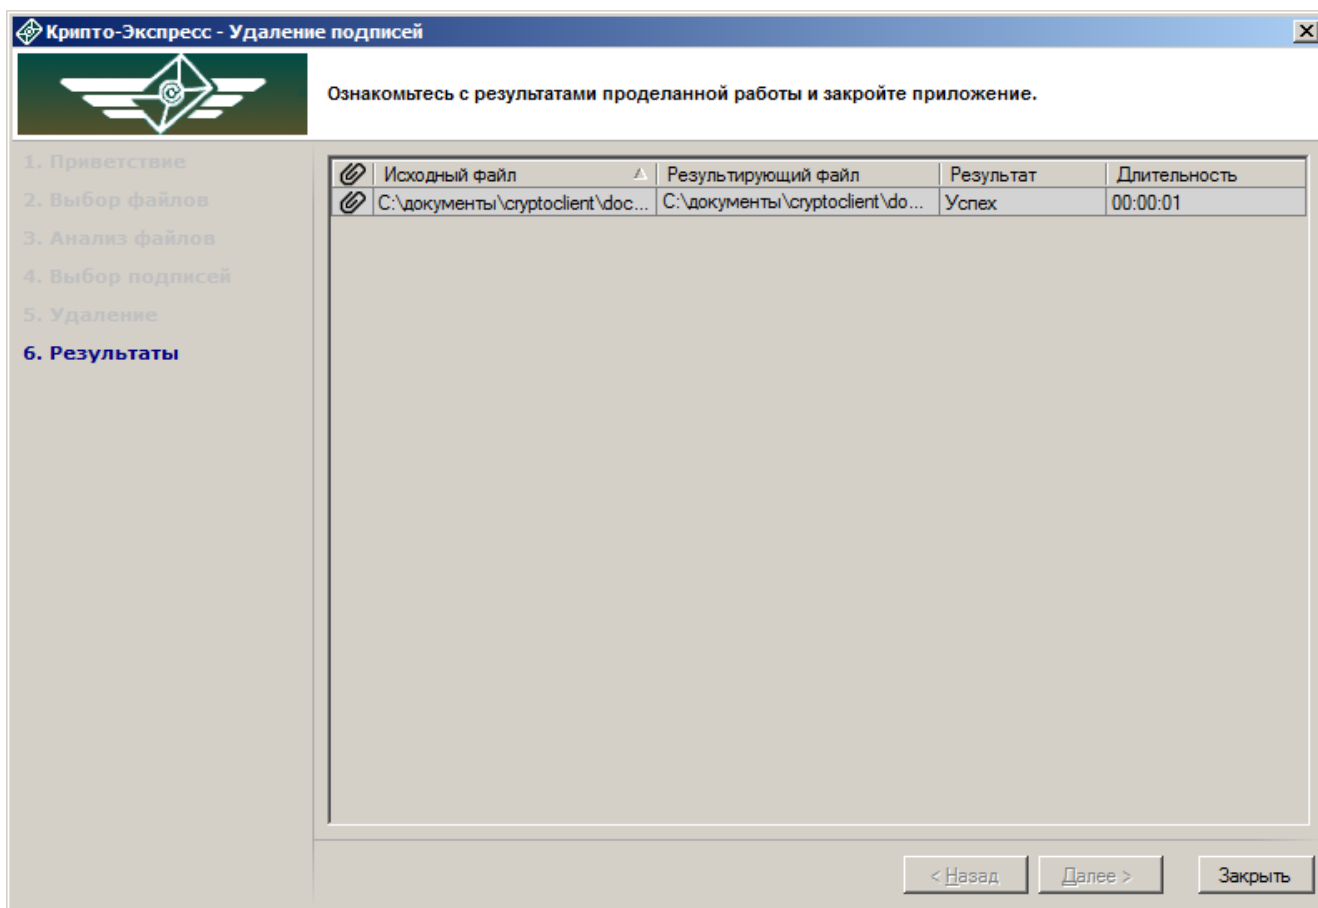 Крипто-Экспресс - Удаление подписей
Ознакомьтесь с результатами проделанной работы и закройте приложение.
1. Приветствие
2. Выбор файлов
3. Анализ файлов
4. Выбор подписей
5. Удаление
6. Результаты
Исходный файл Результирующий файл Результат Длительность
C:\документы\cryptoclient\doc... C:\документы\cryptoclient\do... Успех 00:00:01
< Назад Далее > Закрыть